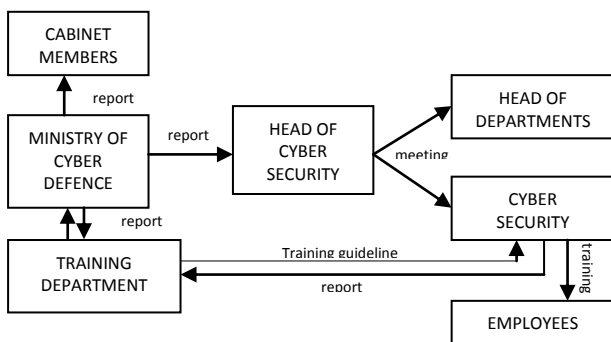 CABINET
MEMBERS
report
MINISTRY OF
CYBER
DEFENCE
report
HEAD OF
CYBER
SECURITY
meeting
HEAD OF
DEPARTMENTS
CYBER
SECURITY
report
TRAINING
DEPARTMENT
Training guideline
report
training
EMPLOYEES